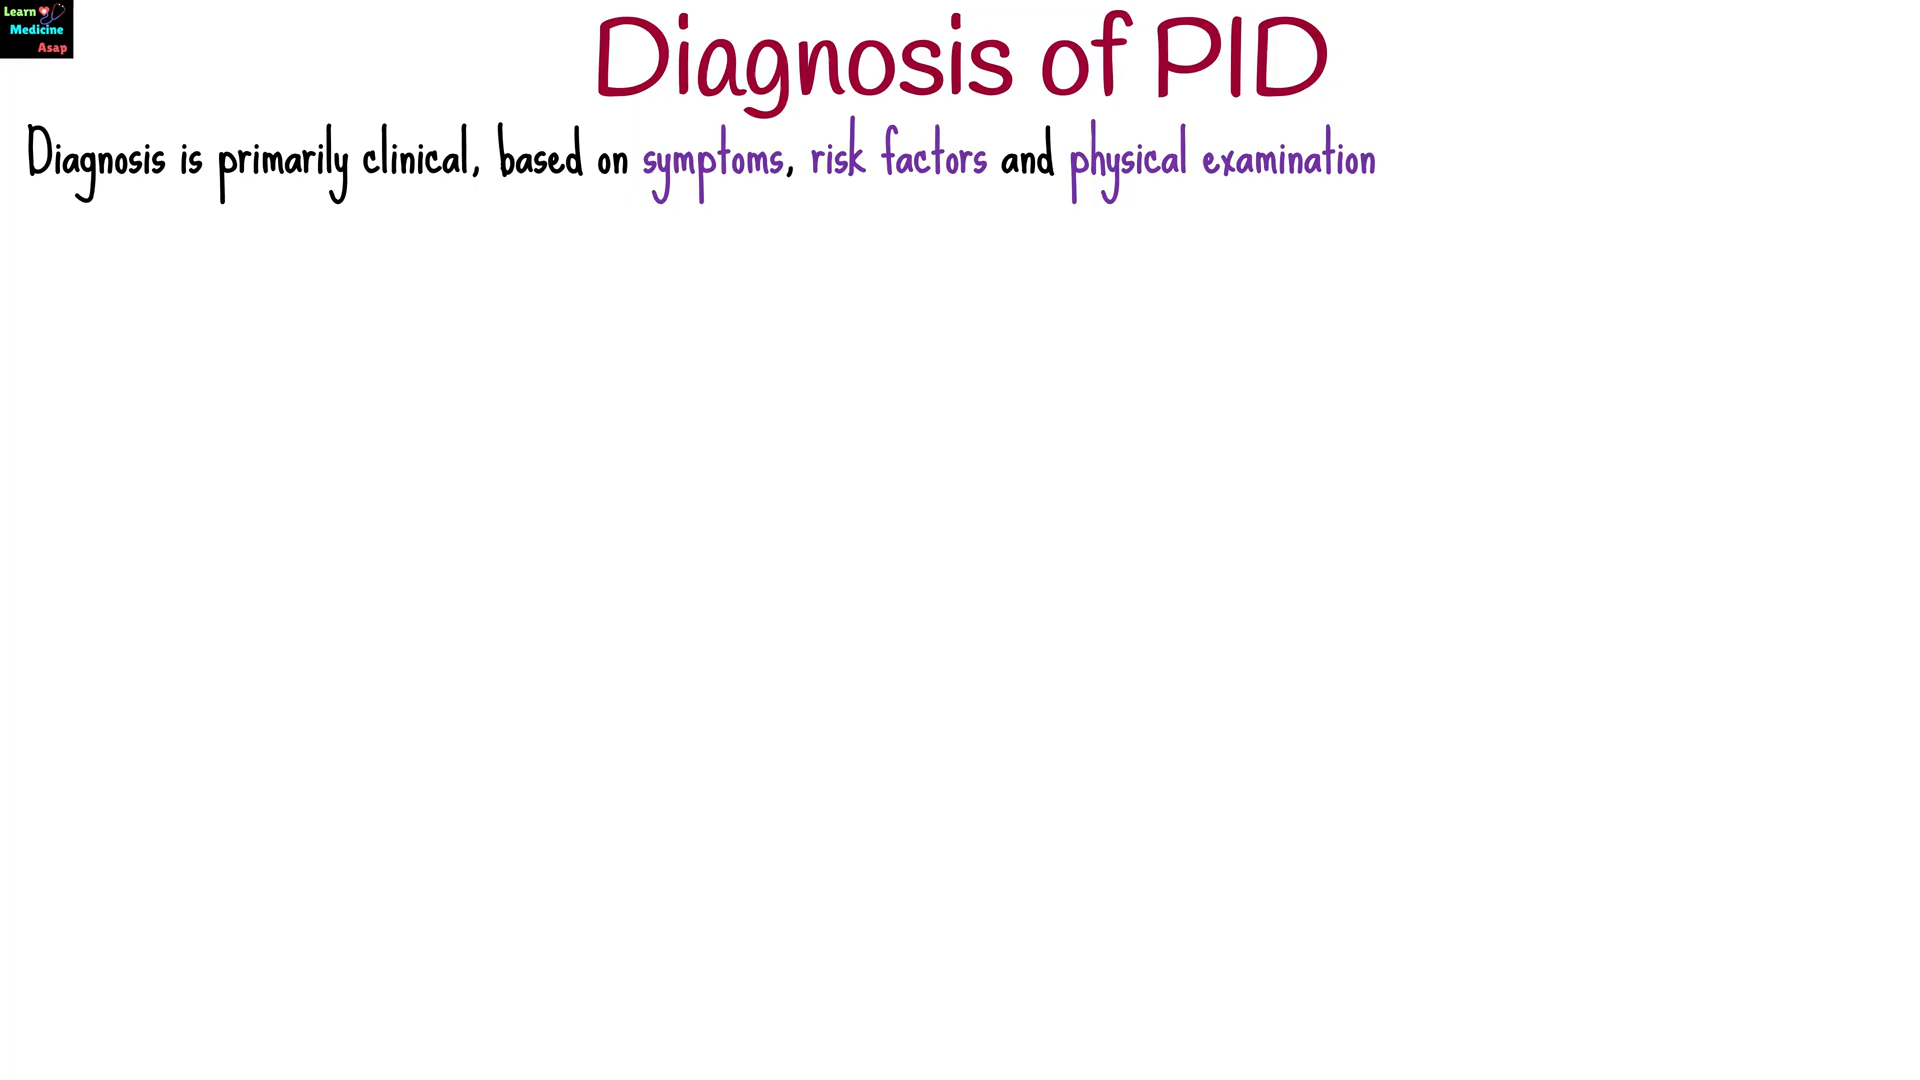 Learn
Medicine
Asap
Diagnosis of PID
Diagnosis is primarily clinical, based on symptoms, risk factors and physical examination